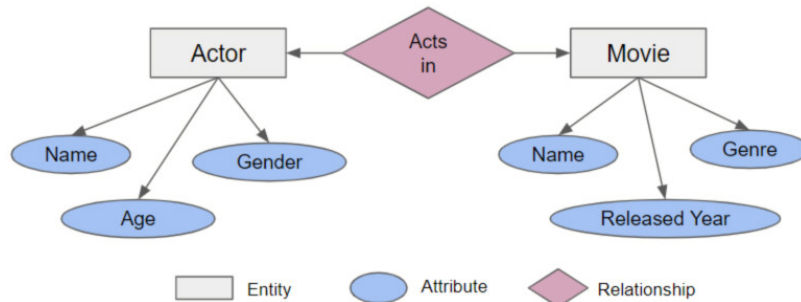 Actor
Acts
in
Movie
Name
Gender
Name
Genre
Age
Released Year
Entity
Attribute
Relationship